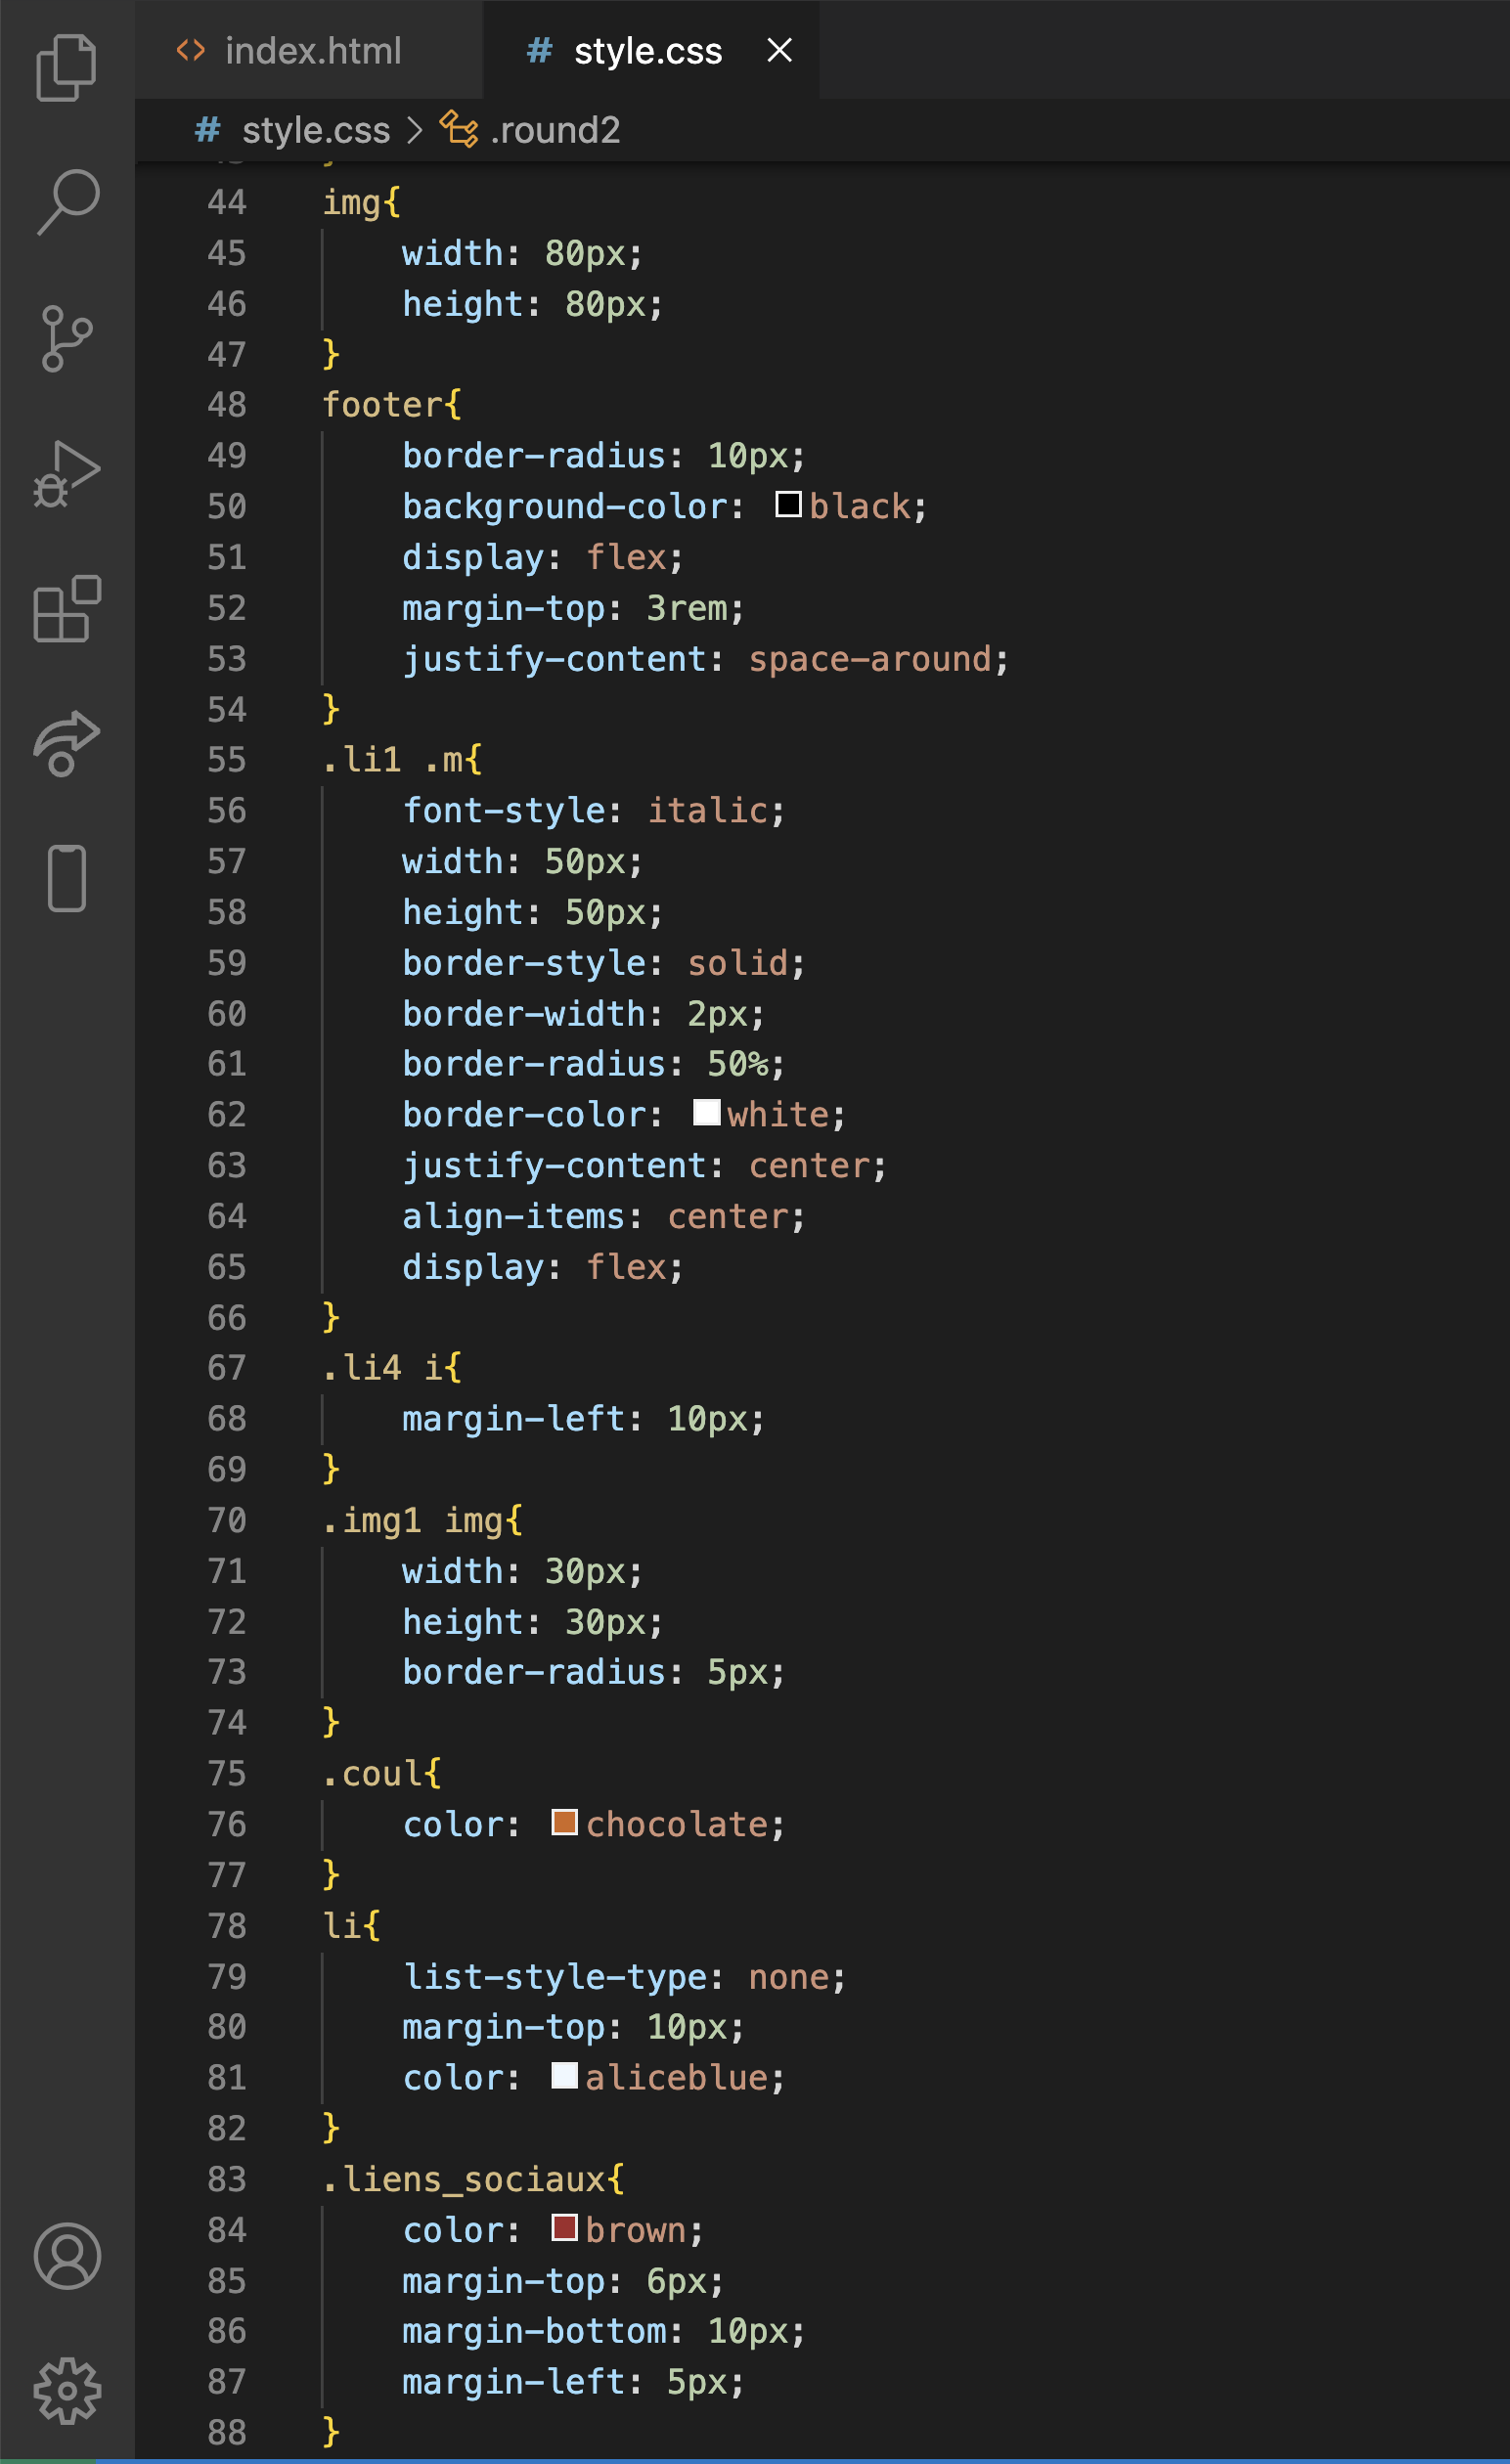 index.html
style.css
style.css > .round2
44 img{
45 width: 80px;
46 height: 80px;
47 }
48 footer{
49 border-radius: 10px;
50 background-color: black;
51 display: flex;
52 margin-top: 3rem;
53 justify-content: space-around;
54 }
55 .li1 .m{
56 font-style: italic;
57 width: 50px;
58 height: 50px;
59 border-style: solid;
60 border-width: 2px;
61 border-radius: 50%;
62 border-color: white;
63 justify-content: center;
64 align-items: center;
65 display: flex;
66 }
67 .li4 i{
68 margin-left: 10px;
69 }
70 .img1 img{
71 width: 30px;
72 height: 30px;
73 border-radius: 5px;
74 }
75 .coul{
76 color: chocolate;
77 }
78 li{
79 list-style-type: none;
80 margin-top: 10px;
81 color: aliceblue;
82 }
83 .liens_sociaux{
84 color: brown;
85 margin-top: 6px;
86 margin-bottom: 10px;
87 margin-left: 5px;
88 }